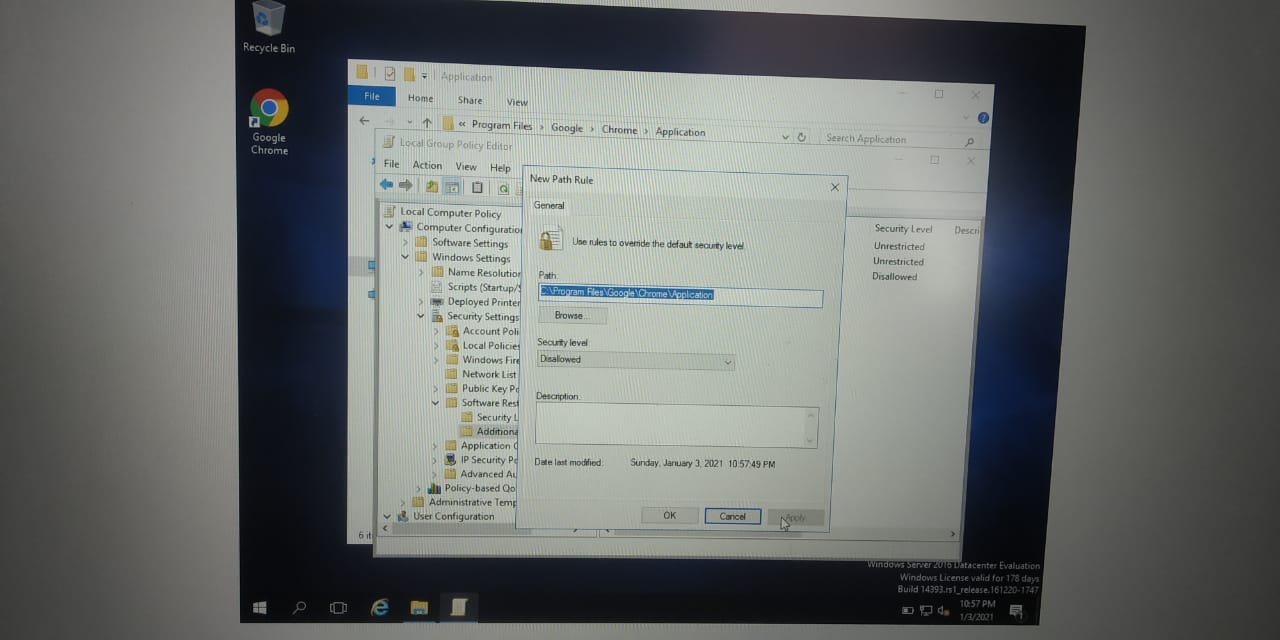 Recycle Bin
Google
Chrome
Application
File Home Share View
« Program Files › Google › Chrome › Application
Search Application
Local Group Policy Editor
File Action View Help
Local Computer Policy
Computer Configuration
Software Settings
Windows Settings
Name Resolution
Scripts (Startup/S
Deployed Printer
Security Settings
Account Poli
Local Policies
Windows Fire
Network List
Public Key Po
Software Rest
Security L
Additiona
Application C
IP Security Po
Advanced Au
Policy-based Qo
Administrative Temp
User Configuration
6 it
Security Level Descri
Unrestricted
Unrestricted
Disallowed
New Path Rule
General
Use rules to override the default security level.
Path:
C:\Program Files\Google\Chrome\Application
Browse...
Security level:
Disallowed
Description:
Date last modified: Sunday, January 3, 2021 10:57:49 PM
OK Cancel Apply
Windows Server 2016 Datacenter Evaluation
Windows License valid for 178 days
Build 14393.rs1_release.161220-1747
10:57 PM
1/3/2021